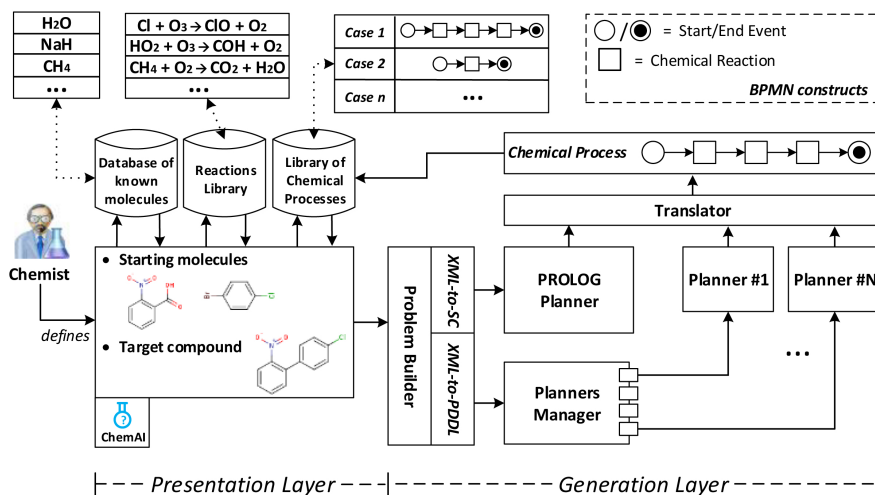 H₂O
NaH
CH₄
•••
Cl + O₃→ClO + O₂
HO₂ + O₃→COH + O₂
CH₄ + O₂→CO₂ + H₂O
•••
Case 1
Case 2
Case n
•••
/
= Start/End Event
= Chemical Reaction
BPMN constructs
Database of
known
molecules
Reactions
Library
Library of
Chemical
Processes
Chemical Process
Translator
Chemist
defines
• Starting molecules
• Target compound
ChemAI
Problem Builder
XML-to-SC
XML-to-PDDL
PROLOG
Planner
Planner #1
Planner #N
•••
Planners
Manager
Presentation Layer
Generation Layer